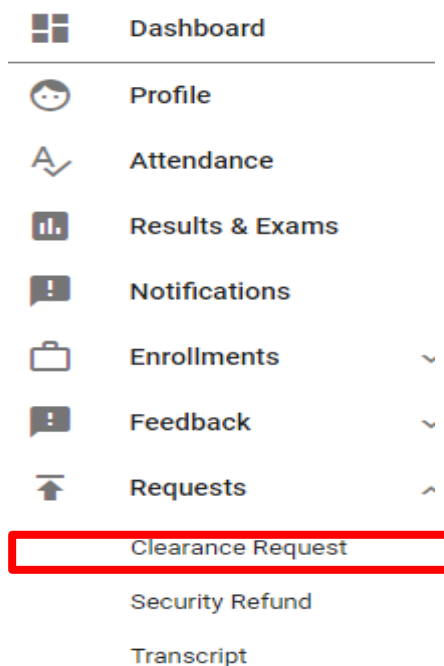 Dashboard
Profile
Attendance
Results & Exams
Notifications
Enrollments
Feedback
Requests
Clearance Request
Security Refund
Transcript